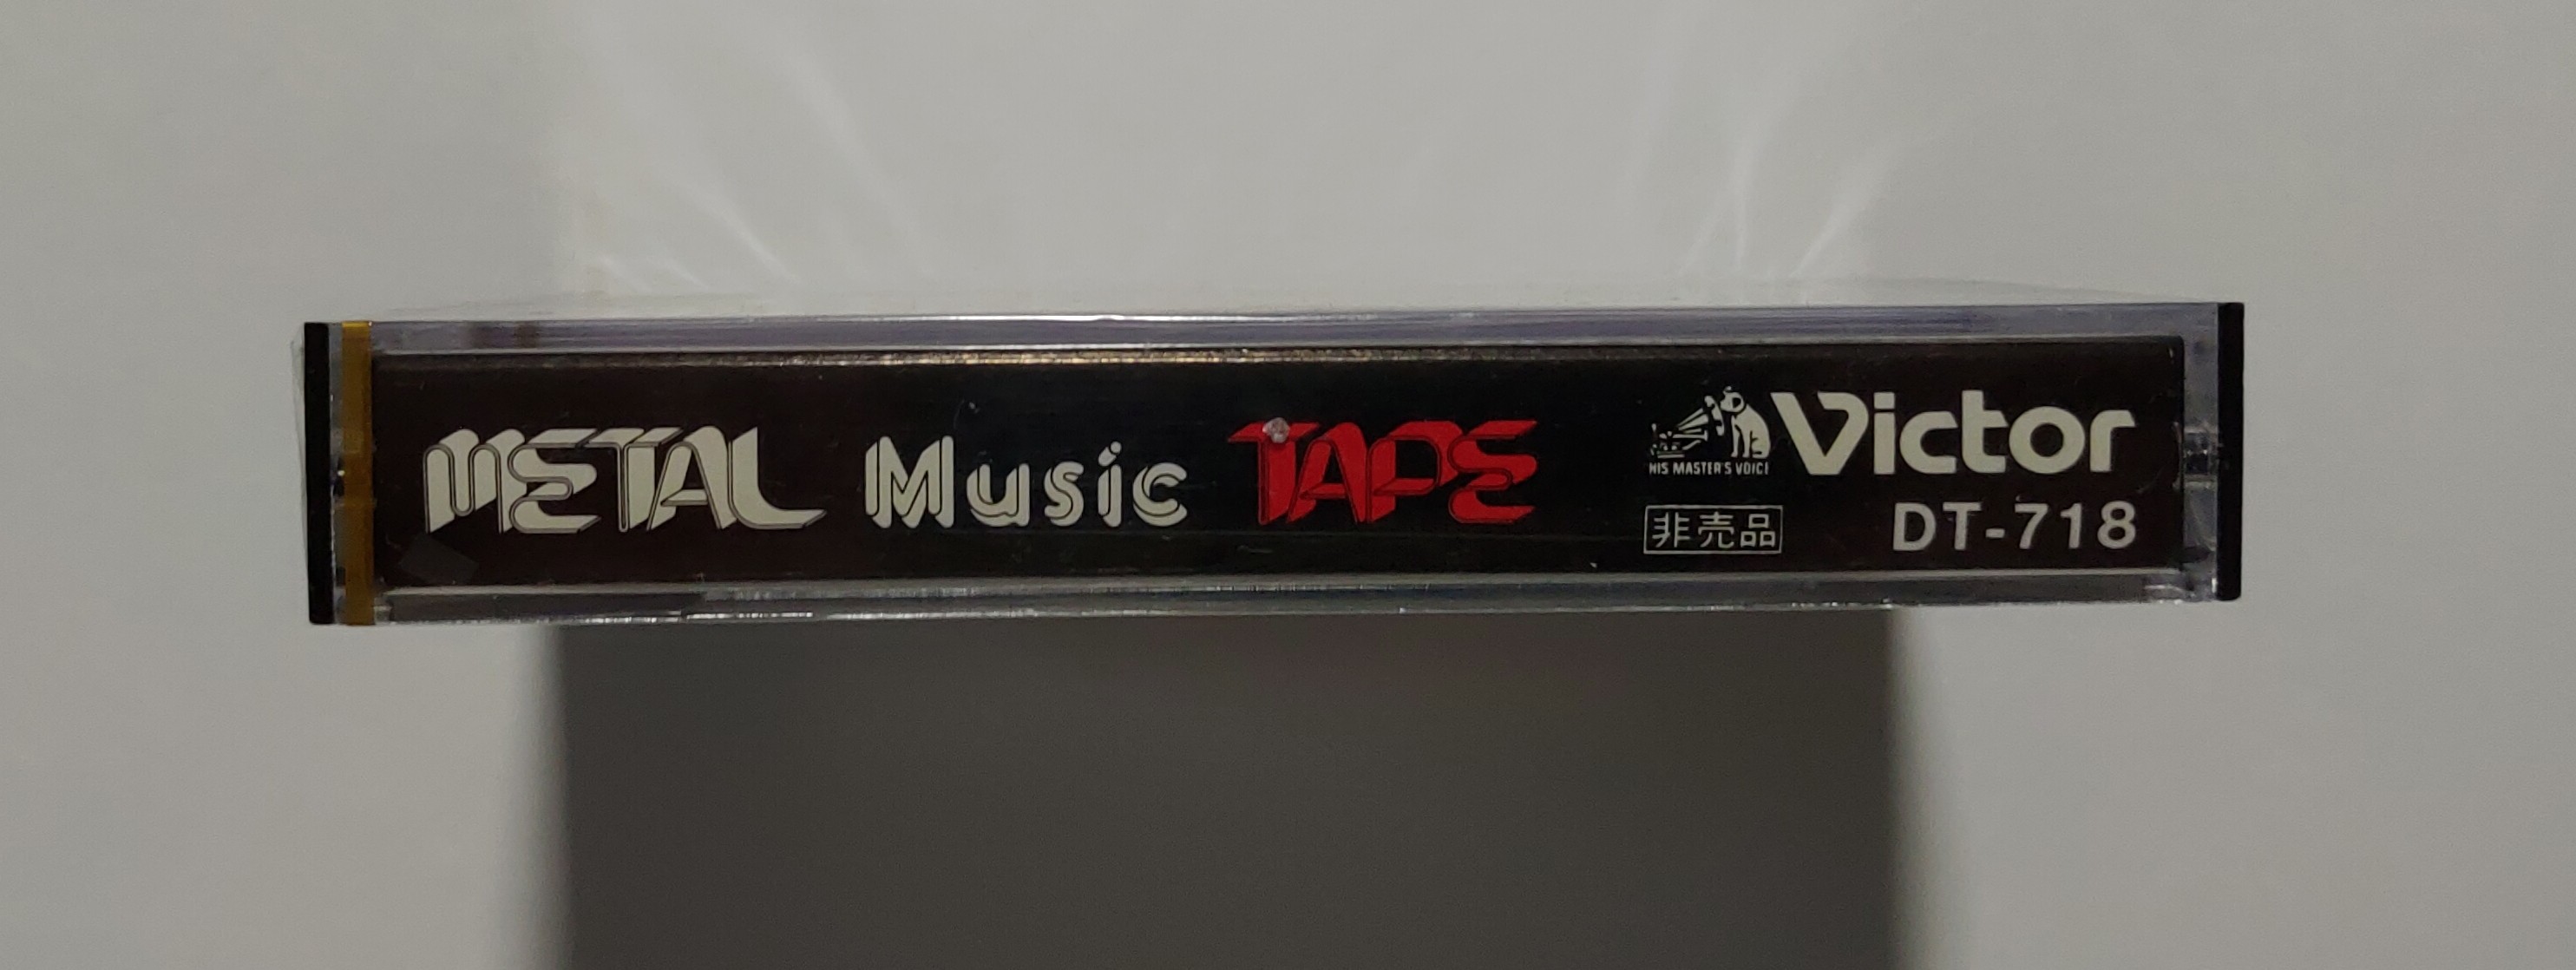 METAL Music TAPE
Victor
HIS MASTER'S VOICE
非売品 DT-718